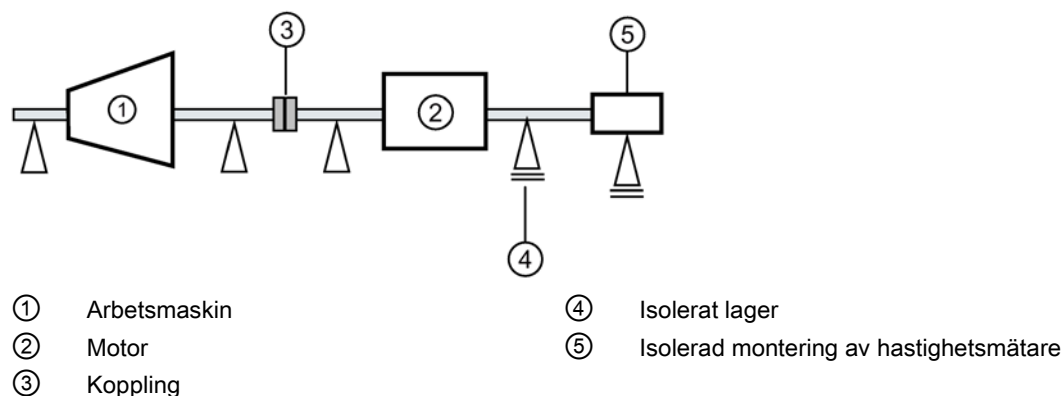 ③
⑤
①
②
④
① Arbetsmaskin
② Motor
③ Koppling
④ Isolerat lager
⑤ Isolerad montering av hastighetsmätare